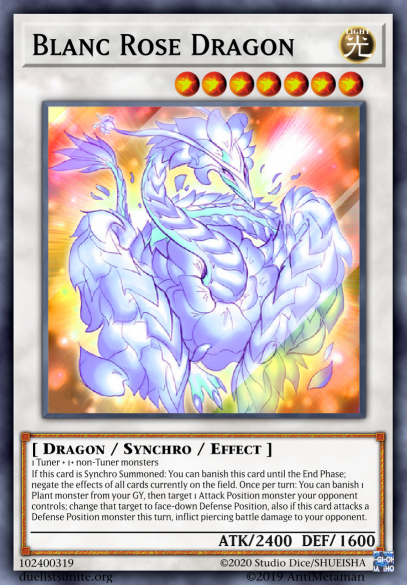 BLANC ROSE DRAGON
LIGHT
光
[ DRAGON / SYNCHRO / EFFECT ]
1 Tuner + 1+ non-Tuner monsters
If this card is Synchro Summoned: You can banish this card until the End Phase;
negate the effects of all cards currently on the field. Once per turn: You can banish 1
Plant monster from your GY, then target 1 Attack Position monster your opponent
controls; change that target to face-down Defense Position, also if this card attacks a
Defense Position monster this turn, inflict piercing battle damage to your opponent.
ATK/2400 DEF/1600
102400319 ©2020 Studio Dice/SHUEISHA
duelistsunite.org ©2019 AntiMetaman